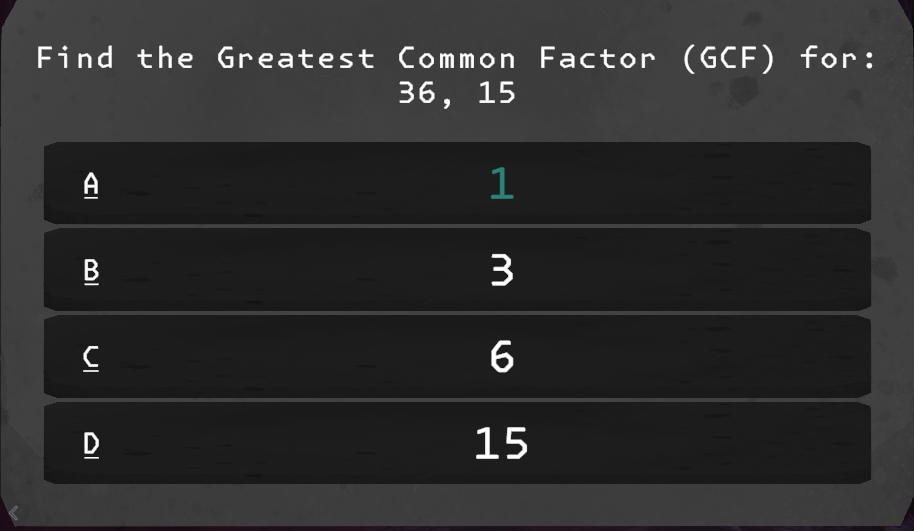 Find the Greatest Common Factor (GCF) for:
36, 15
A 1
B 3
C 6
D 15